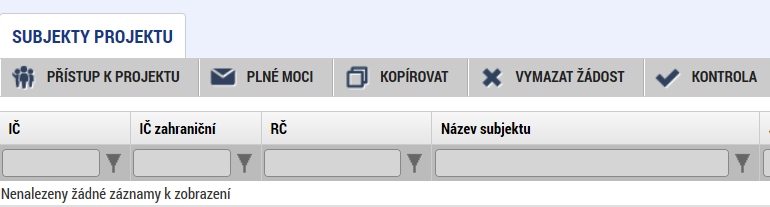 SUBJEKTY PROJEKTU
PŘÍSTUP K PROJEKTU PLNÉ MOCI KOPÍROVAT VYMAZAT ŽÁDOST KONTROLA
IČ IČ zahraniční RČ Název subjektu
Nenalezeny žádné záznamy k zobrazení